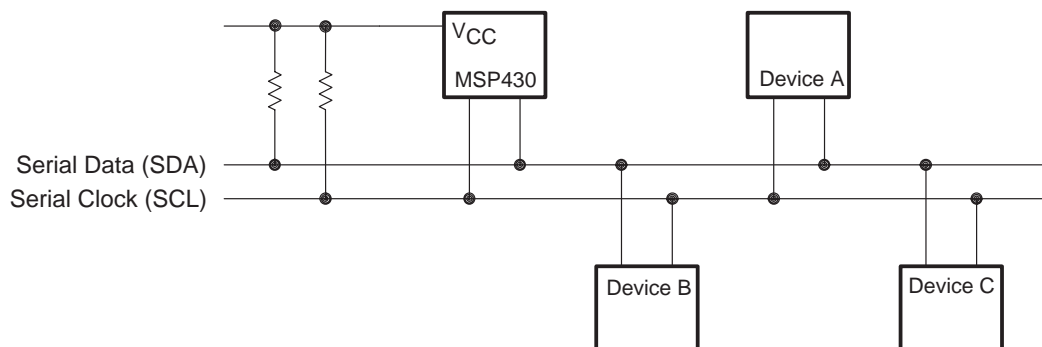 VCC
MSP430
Device A
Serial Data (SDA)
Serial Clock (SCL)
Device B
Device C